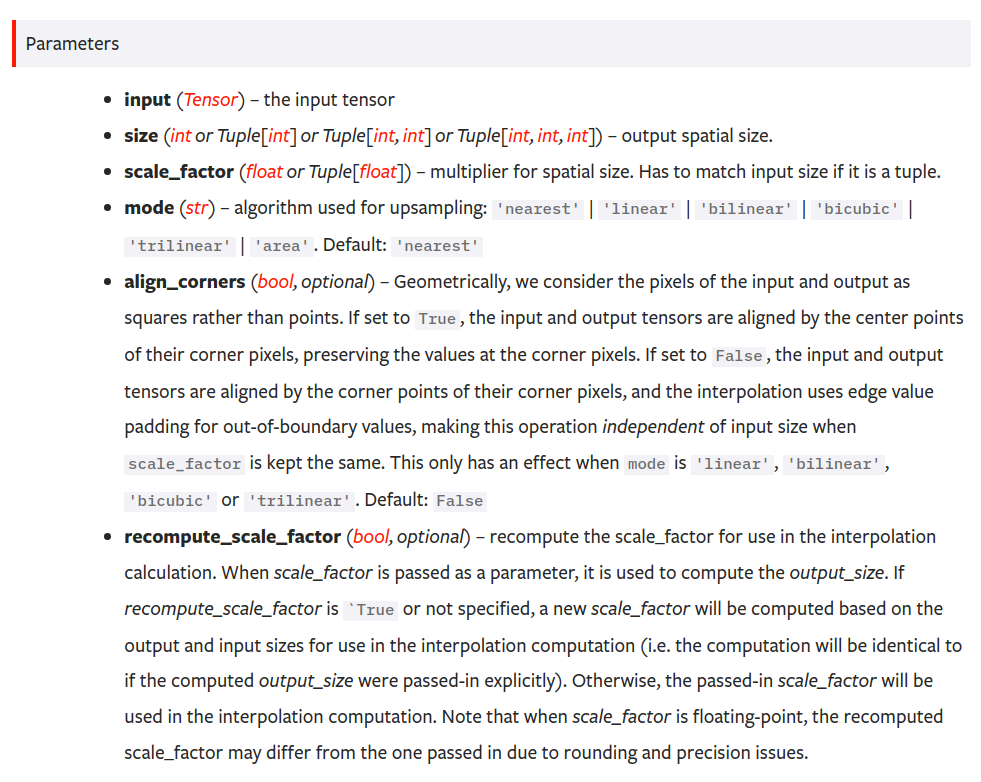 Parameters
• input (Tensor) – the input tensor
• size (int or Tuple[int] or Tuple[int, int] or Tuple[int, int, int]) – output spatial size.
• scale_factor (float or Tuple[float]) – multiplier for spatial size. Has to match input size if it is a tuple.
• mode (str) – algorithm used for upsampling: 'nearest' | 'linear' | 'bilinear' | 'bicubic' |
'trilinear' | 'area'. Default: 'nearest'
• align_corners (bool, optional) – Geometrically, we consider the pixels of the input and output as
squares rather than points. If set to True, the input and output tensors are aligned by the center points
of their corner pixels, preserving the values at the corner pixels. If set to False, the input and output
tensors are aligned by the corner points of their corner pixels, and the interpolation uses edge value
padding for out-of-boundary values, making this operation independent of input size when
scale_factor is kept the same. This only has an effect when mode is 'linear', 'bilinear',
'bicubic' or 'trilinear'. Default: False
• recompute_scale_factor (bool, optional) – recompute the scale_factor for use in the interpolation
calculation. When scale_factor is passed as a parameter, it is used to compute the output_size. If
recompute_scale_factor is `True or not specified, a new scale_factor will be computed based on the
output and input sizes for use in the interpolation computation (i.e. the computation will be identical to
if the computed output_size were passed-in explicitly). Otherwise, the passed-in scale_factor will be
used in the interpolation computation. Note that when scale_factor is floating-point, the recomputed
scale_factor may differ from the one passed in due to rounding and precision issues.